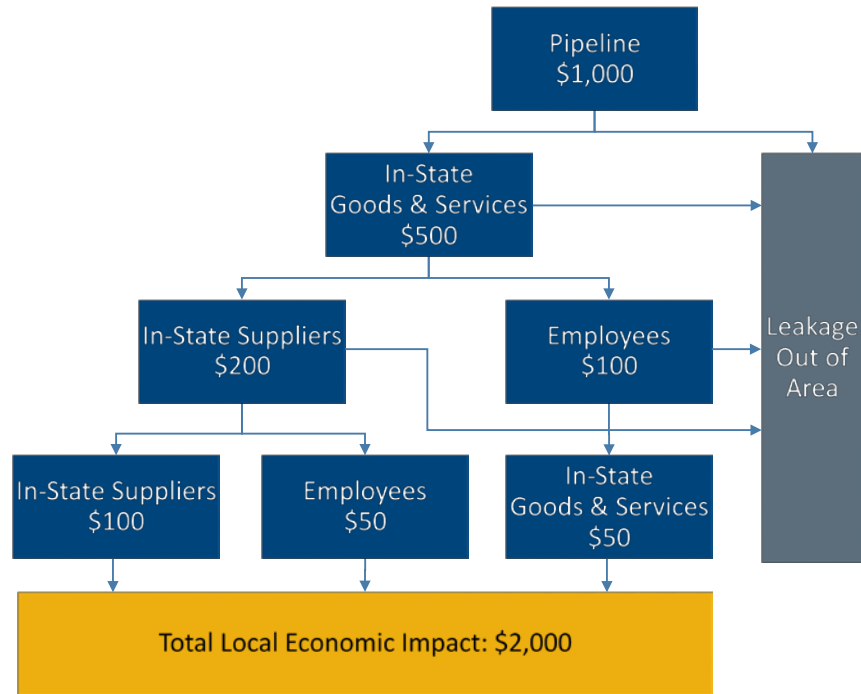 Pipeline
$1,000
In-State
Goods & Services
$500
Leakage
Out of
Area
In-State Suppliers
$200
Employees
$100
In-State Suppliers
$100
Employees
$50
In-State
Goods & Services
$50
Total Local Economic Impact: $2,000